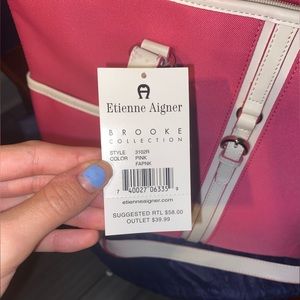 A
Etienne Aigner
BROOKE
COLLECTION
STYLE 3102R
COLOR PINK
FAPNK
7 40027 06335 9
etienneaigner.com
SUGGESTED RTL $58.00
OUTLET $39.99